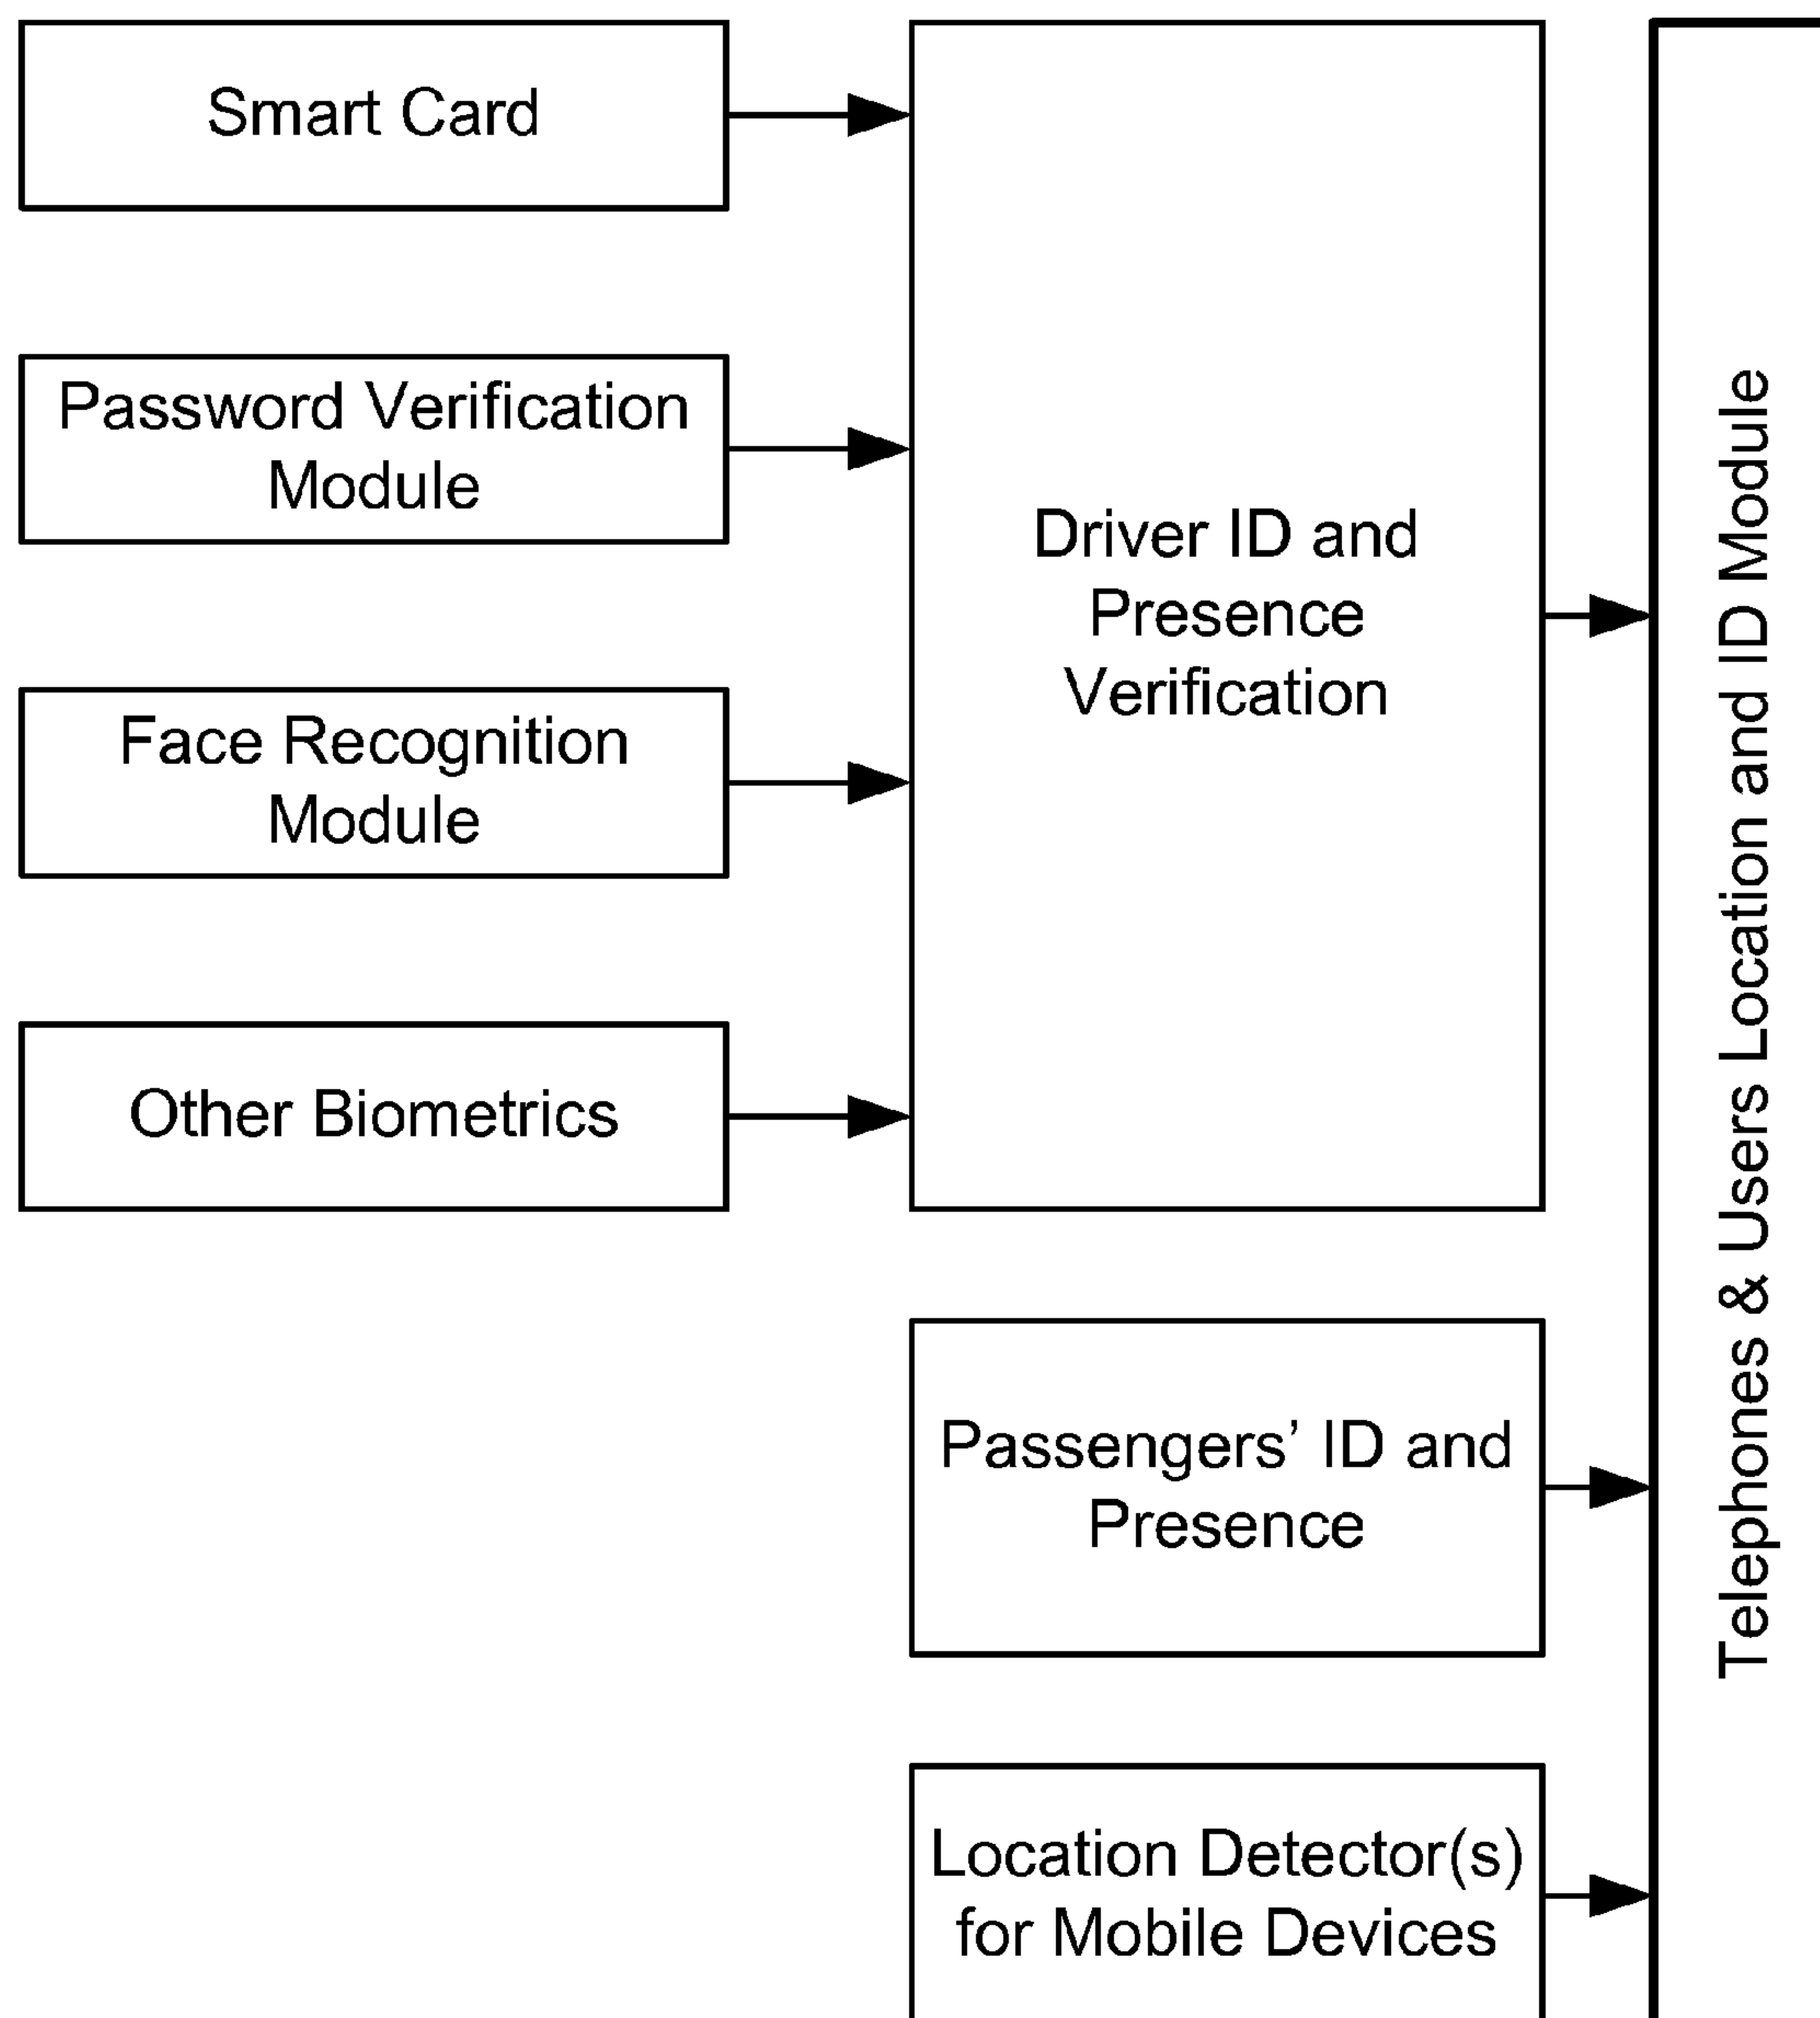 Smart Card
Password Verification
Module
Face Recognition
Module
Other Biometrics
Driver ID and
Presence
Verification
Passengers’ ID and
Presence
Location Detector(s)
for Mobile Devices
Telephones & Users Location and ID Module